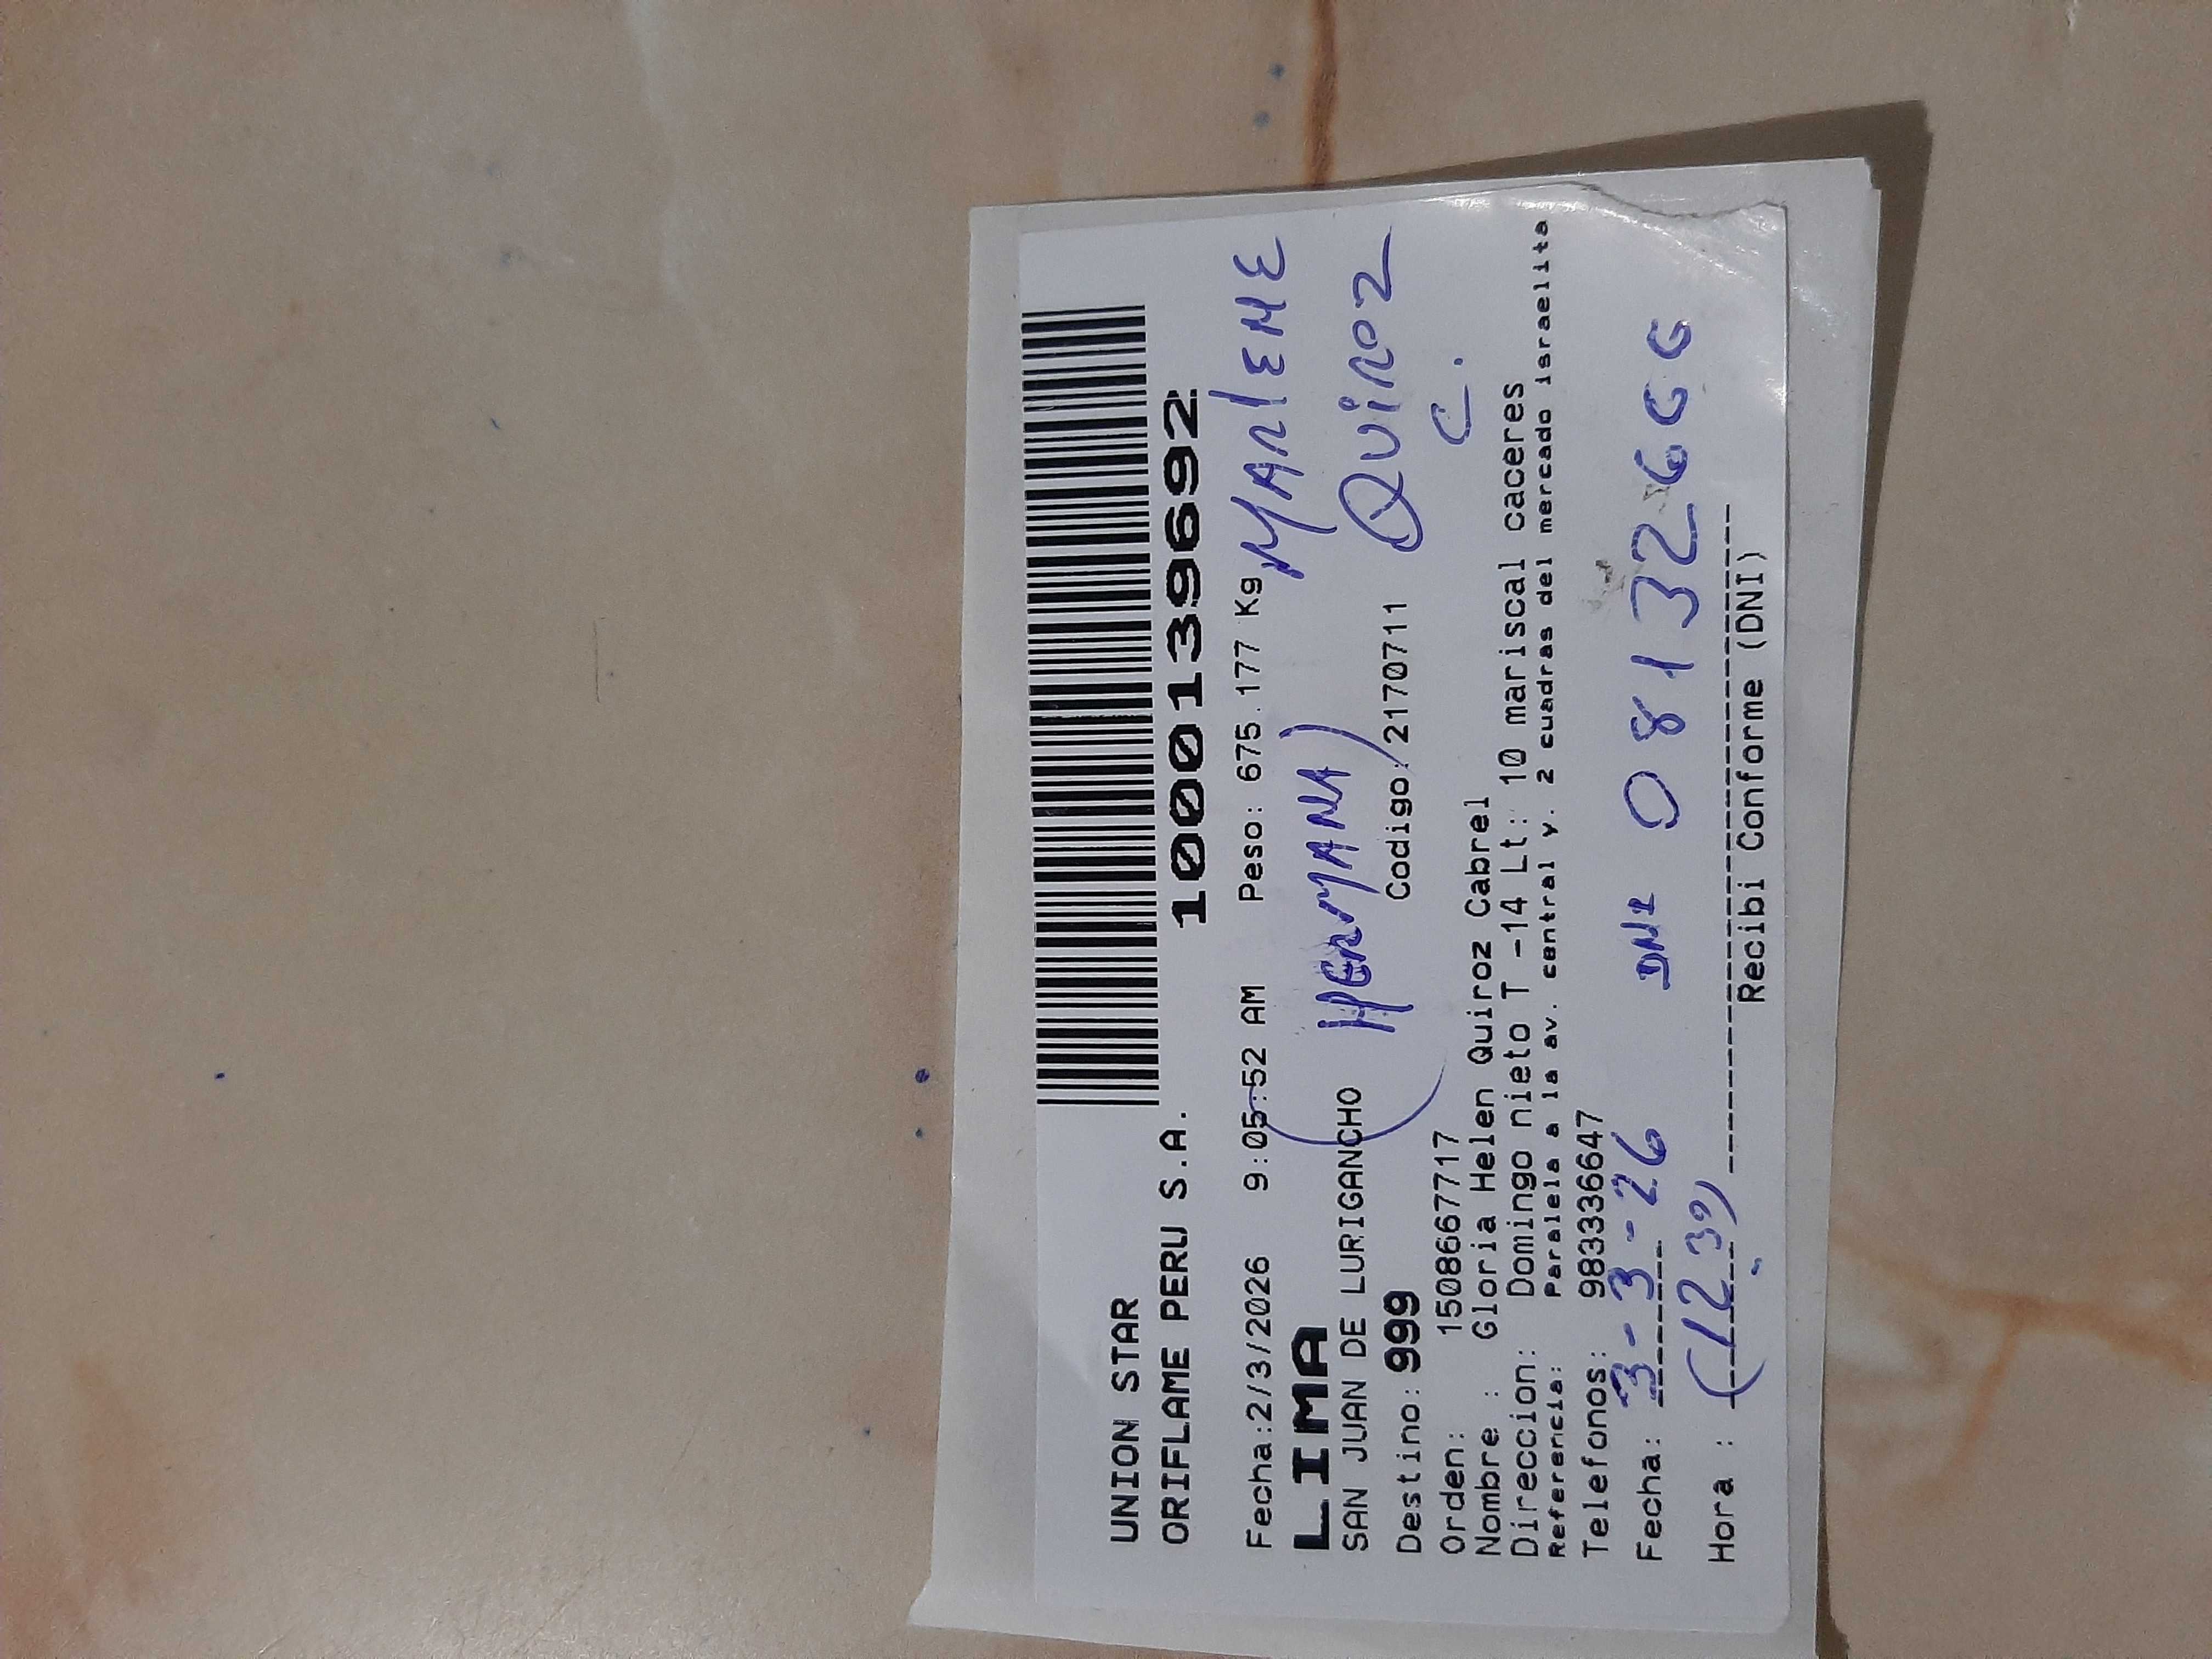 UNION STAR
ORIFLAME PERU S.A.
1000139692
Fecha:2/3/2026 9:05:52 AM Peso: 675.177 Kg
MARlENE
LIMA
(HERMANA)
QUiROZ
SAN JUAN DE LURIGANCHO
C.
Destino: 999 Codigo: 2170711
Orden: 1508667717
Nombre : Gloria Helen Quiroz Cabrel
Direccion: Domingo nieto T -14 Lt: 10 mariscal caceres
Referencia: Paralela a la av. central y. 2 cuadras del mercado israelita
Telefonos: 983336647
Fecha: 3-3-26 DNI 08132666
Hora : (12 39)
Recibi Conforme (DNI)